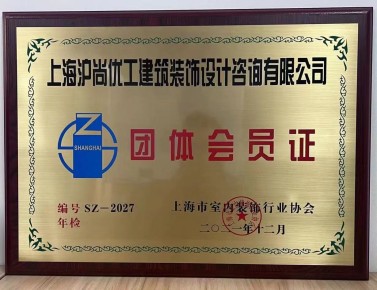 上海沪尚优工建筑装饰设计咨询有限公司
SHANGHAI
团体会员证
编号 SZ-2027
年检
上海市室内装饰行业协会
二〇二一年十二月